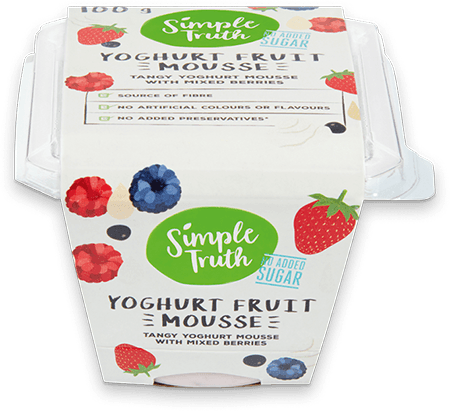 100 g
Simple
Truth
NO ADDED
SUGAR
YOGHURT FRUIT
MOUSSE
TANGY YOGHURT MOUSSE
WITH MIXED BERRIES
SOURCE OF FIBRE
NO ARTIFICIAL COLOURS OR FLAVOURS
NO ADDED PRESERVATIVES*
Simple
Truth
NO ADDED
SUGAR
YOGHURT FRUIT
MOUSSE
TANGY YOGHURT MOUSSE
WITH MIXED BERRIES